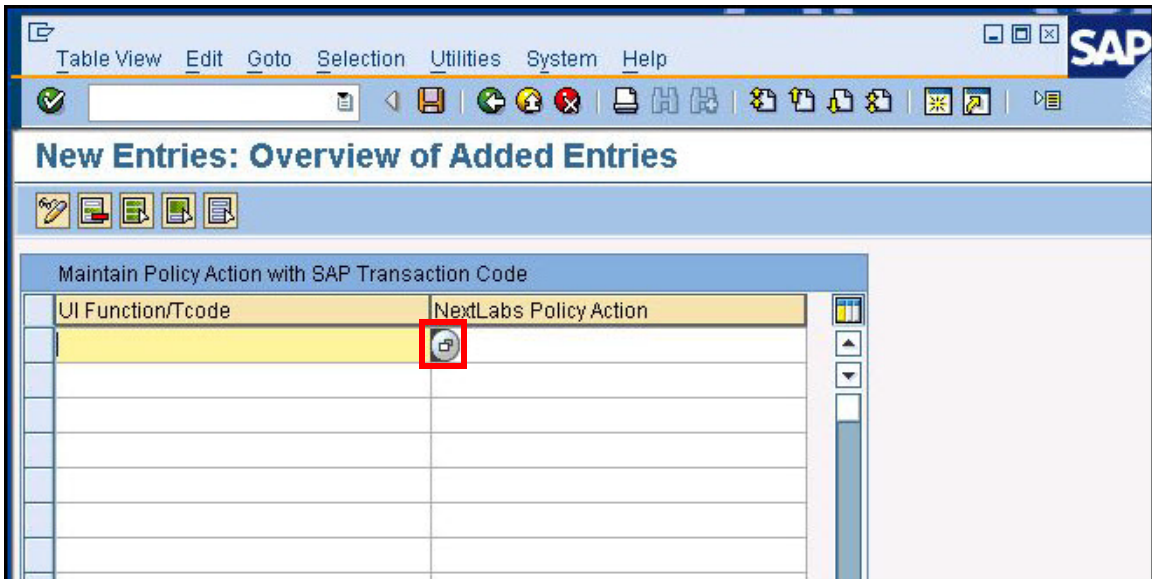 Table View Edit Goto Selection Utilities System Help
SAP
New Entries: Overview of Added Entries
Maintain Policy Action with SAP Transaction Code
UI Function/Tcode NextLabs Policy Action